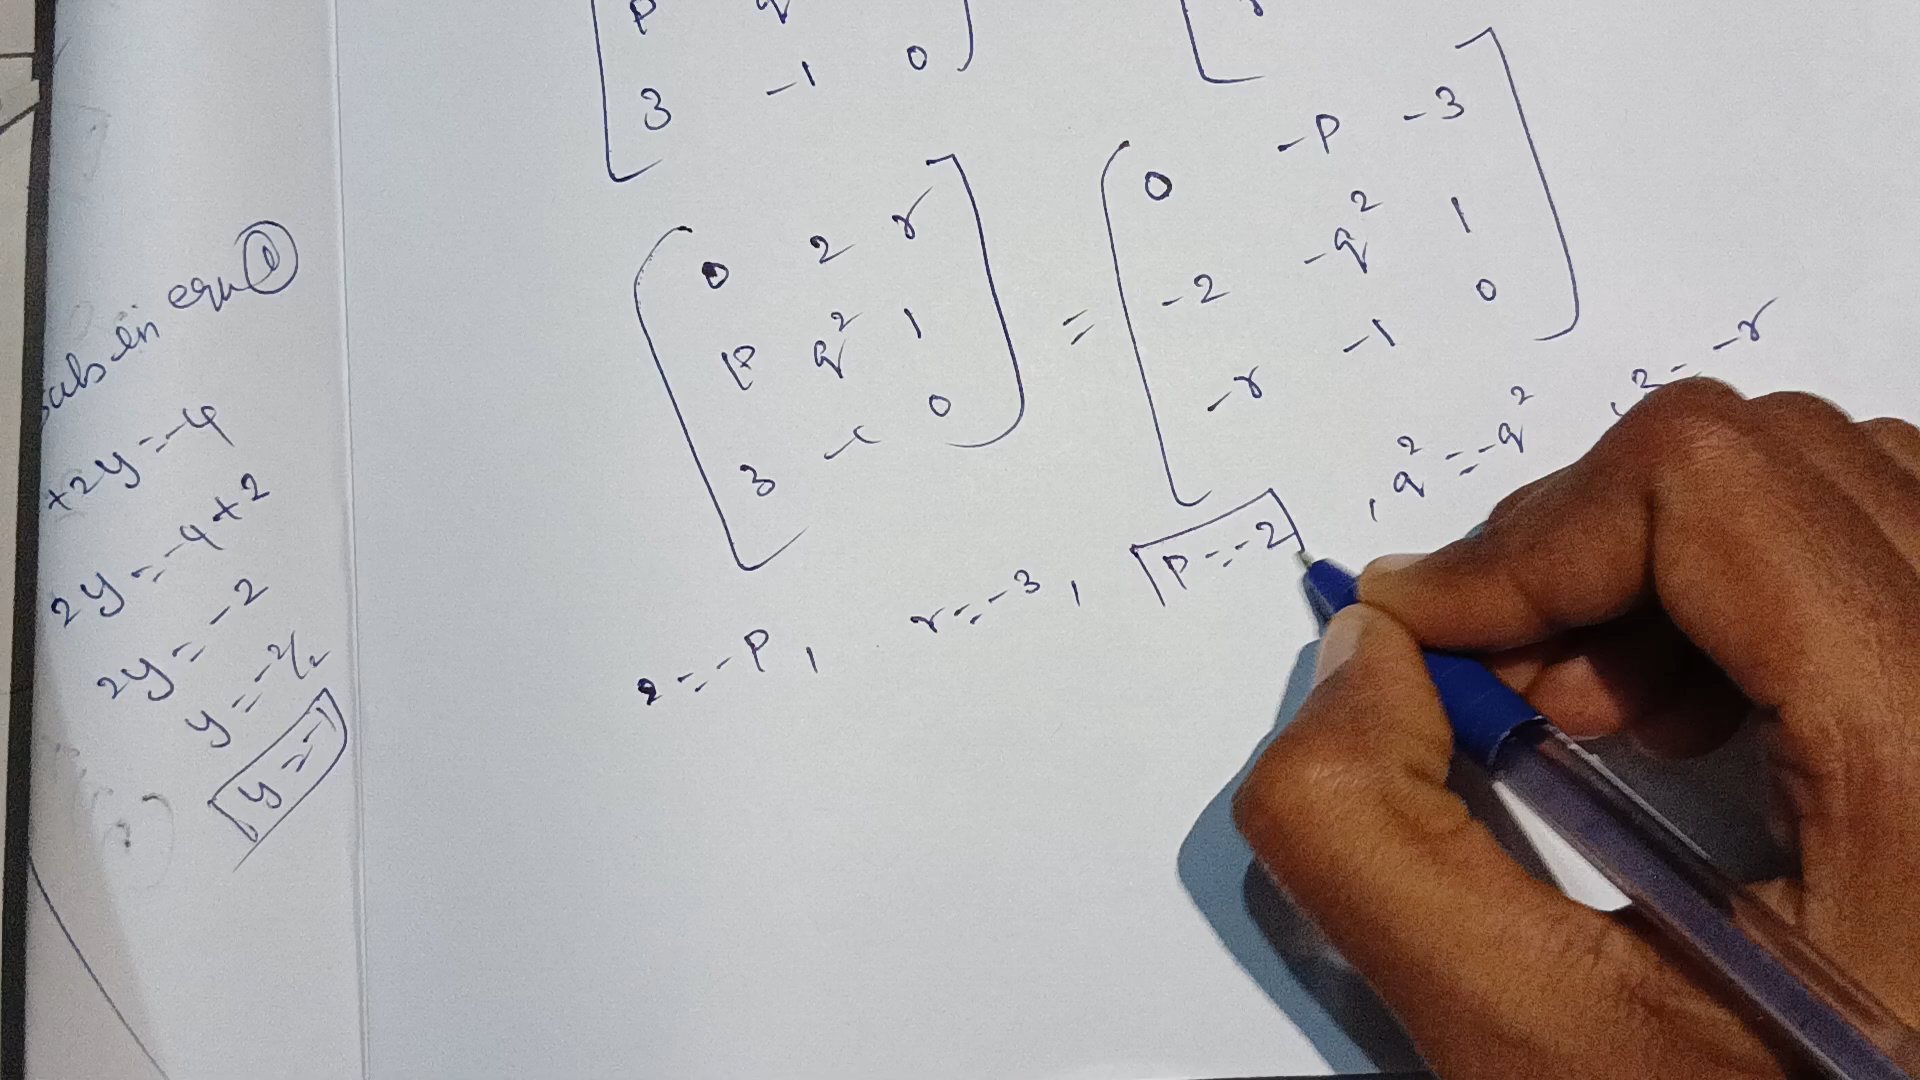 P q
3 -1 0
0 2 r
P q² 1
3 -1 0
=
0 -P -3
-2 -q² 1
-r -1 0
2 = -P, r = -3, P = -2, q² = -q², 3 = -r
sub in equ ①
+2y = -4
2y = -4+2
2y = -2
y = -2/2
y = -1